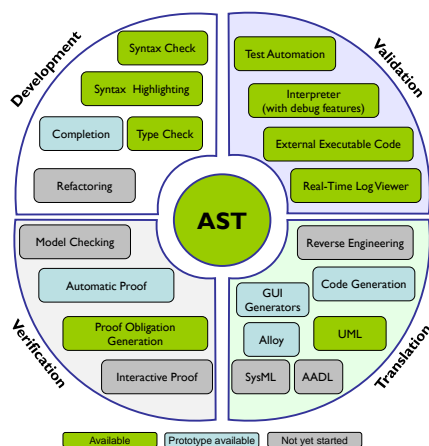 Development
Syntax Check
Syntax Highlighting
Completion
Type Check
Refactoring
Validation
Test Automation
Interpreter
(with debug features)
External Executable Code
Real-Time Log Viewer
AST
Verification
Model Checking
Automatic Proof
Proof Obligation
Generation
Interactive Proof
Translation
Reverse Engineering
Code Generation
GUI
Generators
Alloy
UML
SysML
AADL
Available
Prototype available
Not yet started